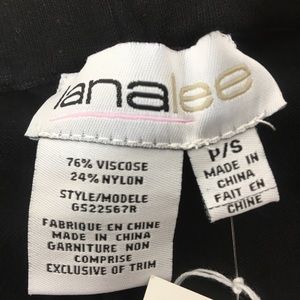 lanalee
P/S
MADE IN
CHINA
FAIT EN
CHINE
76% VISCOSE
24% NYLON
STYLE/MODELE
GS22567R
FABRIQUE EN CHINE
MADE IN CHINA
GARNITURE NON
COMPRISE
EXCLUSIVE OF TRIM